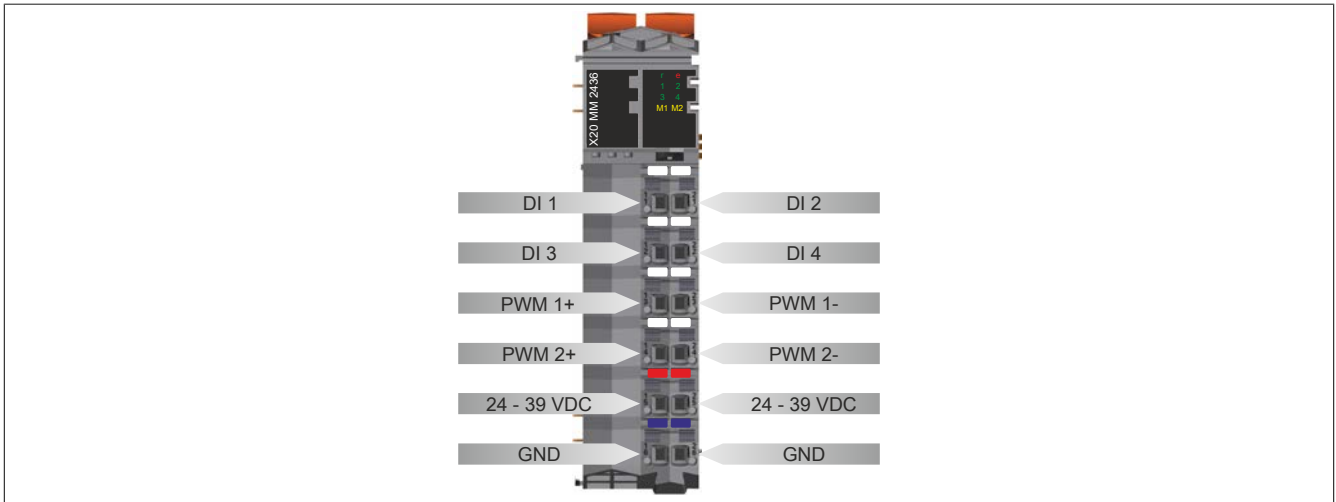 X20 MM 2436
r e
1 2
3 4
M1 M2
DI 1 DI 2
DI 3 DI 4
PWM 1+ PWM 1-
PWM 2+ PWM 2-
24 - 39 VDC 24 - 39 VDC
GND GND